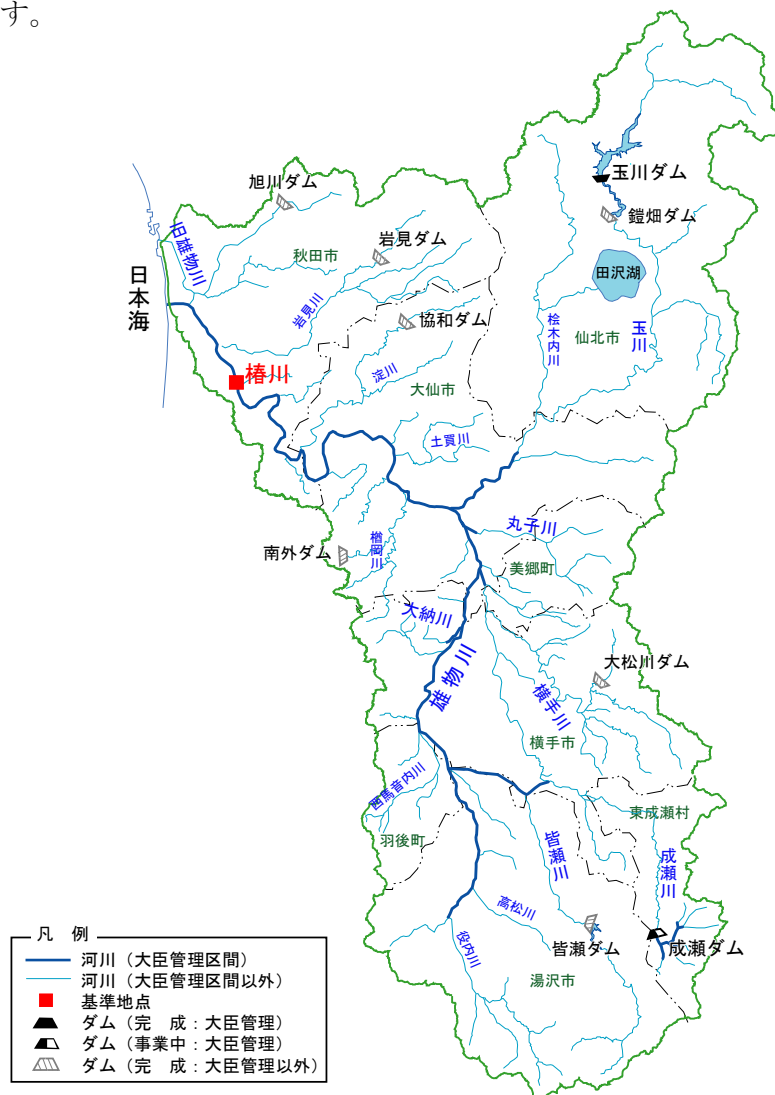 す。
玉川ダム
旭川ダム
鎧畑ダム
旧雄物川
岩見ダム
秋田市
田沢湖
日本海
岩見川
協和ダム
桧木内川
玉川
仙北市
椿川
淀川
大仙市
土買川
丸子川
楢岡川
南外ダム
美郷町
大納川
雄物川
大松川ダム
横手川
横手市
西馬音内川
東成瀬村
羽後町
皆瀬川
成瀬川
高松川
役内川
皆瀬ダム
成瀬ダム
湯沢市
凡 例
河川（大臣管理区間）
河川（大臣管理区間以外）
基準地点
ダム（完 成：大臣管理）
ダム（事業中：大臣管理）
ダム（完 成：大臣管理以外）